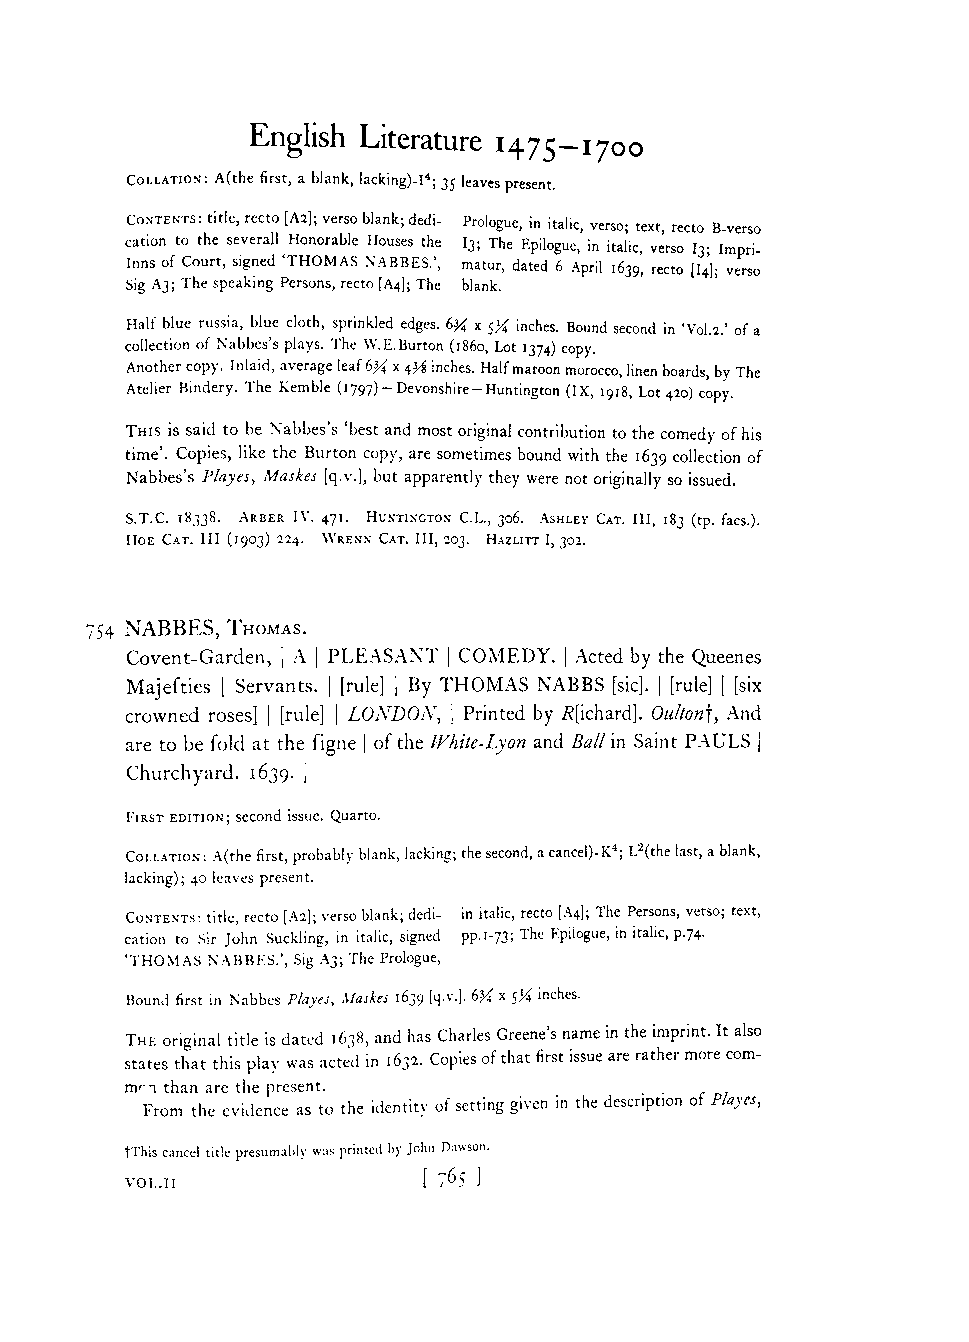 English Literature 1475–1700
COLLATION: A(the first, a blank, lacking)-I⁴; 35 leaves present.
CONTENTS: title, recto [A2]; verso blank; dedi-
cation to the severall Honorable Houses the
Inns of Court, signed ‘THOMAS NABBES.’,
Sig A3; The speaking Persons, recto [A4]; The
Prologue, in italic, verso; text, recto B-verso
I3; The Epilogue, in italic, verso I3; Impri-
matur, dated 6 April 1639, recto [I4]; verso
blank.
Half blue russia, blue cloth, sprinkled edges. 6¾ x 5¼ inches. Bound second in ‘Vol.2.’ of a
collection of Nabbes's plays. The W.E.Burton (1860, Lot 1374) copy.
Another copy. Inlaid, average leaf 6¾ x 4⅜ inches. Half maroon morocco, linen boards, by The
Atelier Bindery. The Kemble (1797)—Devonshire—Huntington (IX, 1918, Lot 420) copy.
THIS is said to be Nabbes's ‘best and most original contribution to the comedy of his
time’. Copies, like the Burton copy, are sometimes bound with the 1639 collection of
Nabbes's Playes, Maskes [q.v.], but apparently they were not originally so issued.
S.T.C. 18338. ARBER IV. 471. HUNTINGTON C.L., 306. ASHLEY CAT. III, 183 (tp. facs.).
HOE CAT. III (1903) 224. WRENN CAT. III, 203. HAZLITT I, 302.
754 NABBES, THOMAS.
Covent-Garden, | A | PLEASANT | COMEDY. | Acted by the Queenes
Majeſties | Servants. | [rule] | By THOMAS NABBS [sic]. | [rule] | [six
crowned roses] | [rule] | LONDON, | Printed by R[ichard]. Oulton†, And
are to be ſold at the ſigne | of the White-Lyon and Ball in Saint PAULS |
Churchyard. 1639. |
FIRST EDITION; second issue. Quarto.
COLLATION: A(the first, probably blank, lacking; the second, a cancel)-K⁴; L²(the last, a blank,
lacking); 40 leaves present.
CONTENTS: title, recto [A2]; verso blank; dedi-
cation to Sir John Suckling, in italic, signed
‘THOMAS NABBES.’, Sig A3; The Prologue,
in italic, recto [A4]; The Persons, verso; text,
pp.1-73; The Epilogue, in italic, p.74.
Bound first in Nabbes Playes, Maskes 1639 [q.v.]. 6¾ x 5¼ inches.
THE original title is dated 1638, and has Charles Greene's name in the imprint. It also
states that this play was acted in 1632. Copies of that first issue are rather more com-
mon than are the present.
From the evidence as to the identity of setting given in the description of Playes,
†This cancel title presumably was printed by John Dawson.
VOL.II [ 765 ]